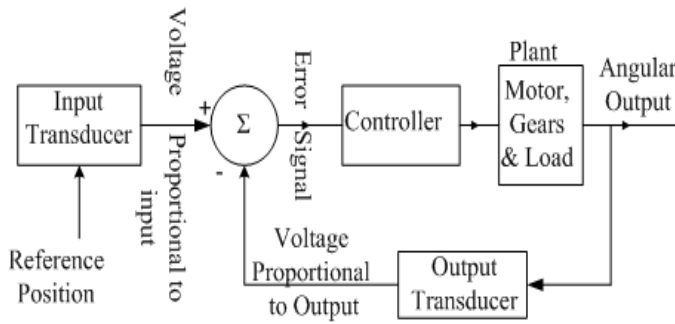 Input
Transducer
Reference
Position
Voltage Proportional to
input
+
Σ
-
Error Signal
Controller
Plant
Motor,
Gears
& Load
Angular
Output
Voltage
Proportional
to Output
Output
Transducer